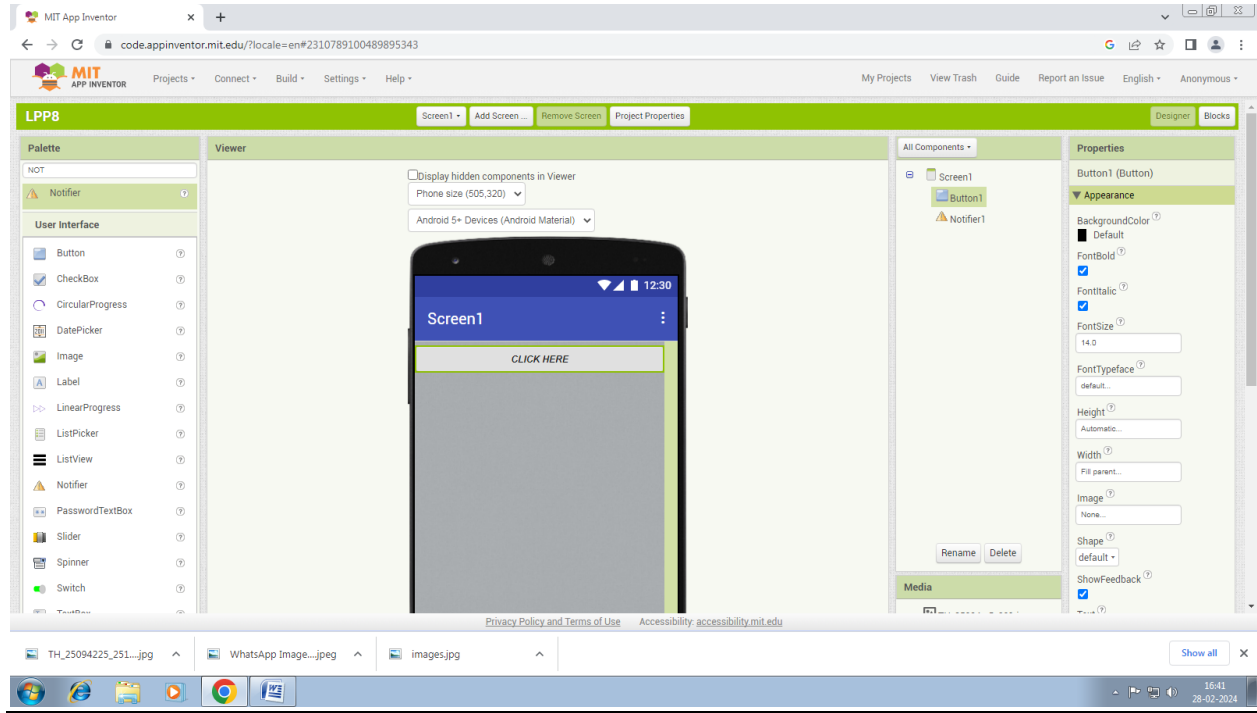 MIT App Inventor
code.appinventor.mit.edu/?locale=en#2310789100489895343
MIT
APP INVENTOR
Projects
Connect
Build
Settings
Help
My Projects
View Trash
Guide
Report an Issue
English
Anonymous
LPP8
Screen1
Add Screen ...
Remove Screen
Project Properties
Designer
Blocks
Palette
NOT
Notifier
User Interface
Button
CheckBox
CircularProgress
DatePicker
Image
Label
LinearProgress
ListPicker
ListView
Notifier
PasswordTextBox
Slider
Spinner
Switch
TextBox
Viewer
Display hidden components in Viewer
Phone size (505,320)
Android 5+ Devices (Android Material)
12:30
Screen1
CLICK HERE
All Components
Screen1
Button1
Notifier1
Rename
Delete
Media
Properties
Button1 (Button)
Appearance
BackgroundColor
Default
FontBold
FontItalic
FontSize
14.0
FontTypeface
default...
Height
Automatic...
Width
Fill parent...
Image
None...
Shape
default
ShowFeedback
Text
Privacy Policy and Terms of Use
Accessibility: accessibility.mit.edu
TH_25094225_251....jpg
WhatsApp Image....jpeg
images.jpg
Show all
16:41
28-02-2024